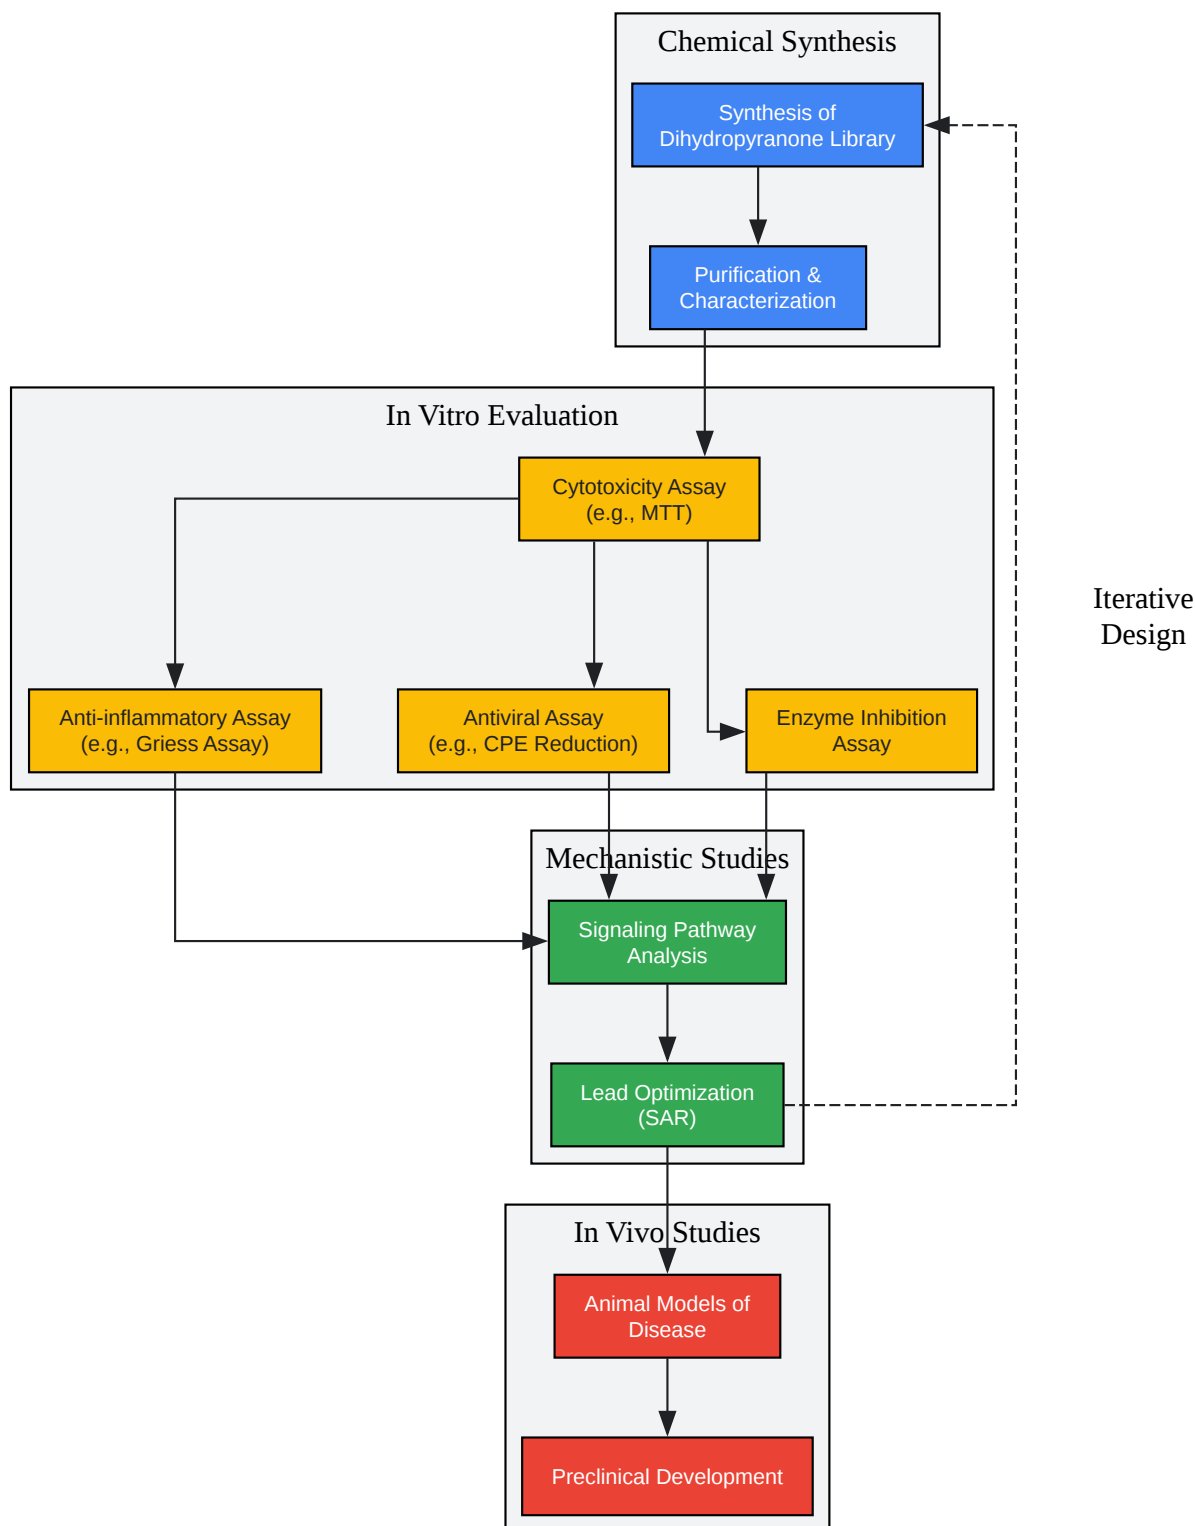 Chemical Synthesis
Synthesis of
Dihydropyranone Library
Purification &
Characterization
In Vitro Evaluation
Cytotoxicity Assay
(e.g., MTT)
Iterative
Design
Anti-inflammatory Assay
(e.g., Griess Assay)
Antiviral Assay
(e.g., CPE Reduction)
Enzyme Inhibition
Assay
Mechanistic Studies
Signaling Pathway
Analysis
Lead Optimization
(SAR)
In Vivo Studies
Animal Models of
Disease
Preclinical Development